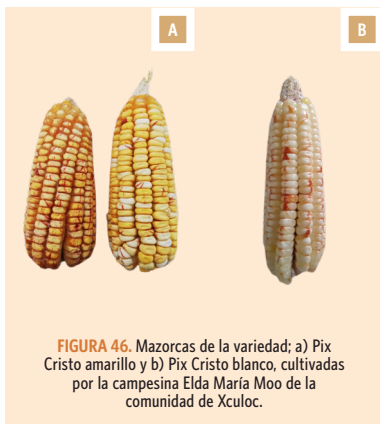 A
B
FIGURA 46. Mazorcas de la variedad; a) Pix
Cristo amarillo y b) Pix Cristo blanco, cultivadas
por la campesina Elda María Moo de la
comunidad de Xculoc.